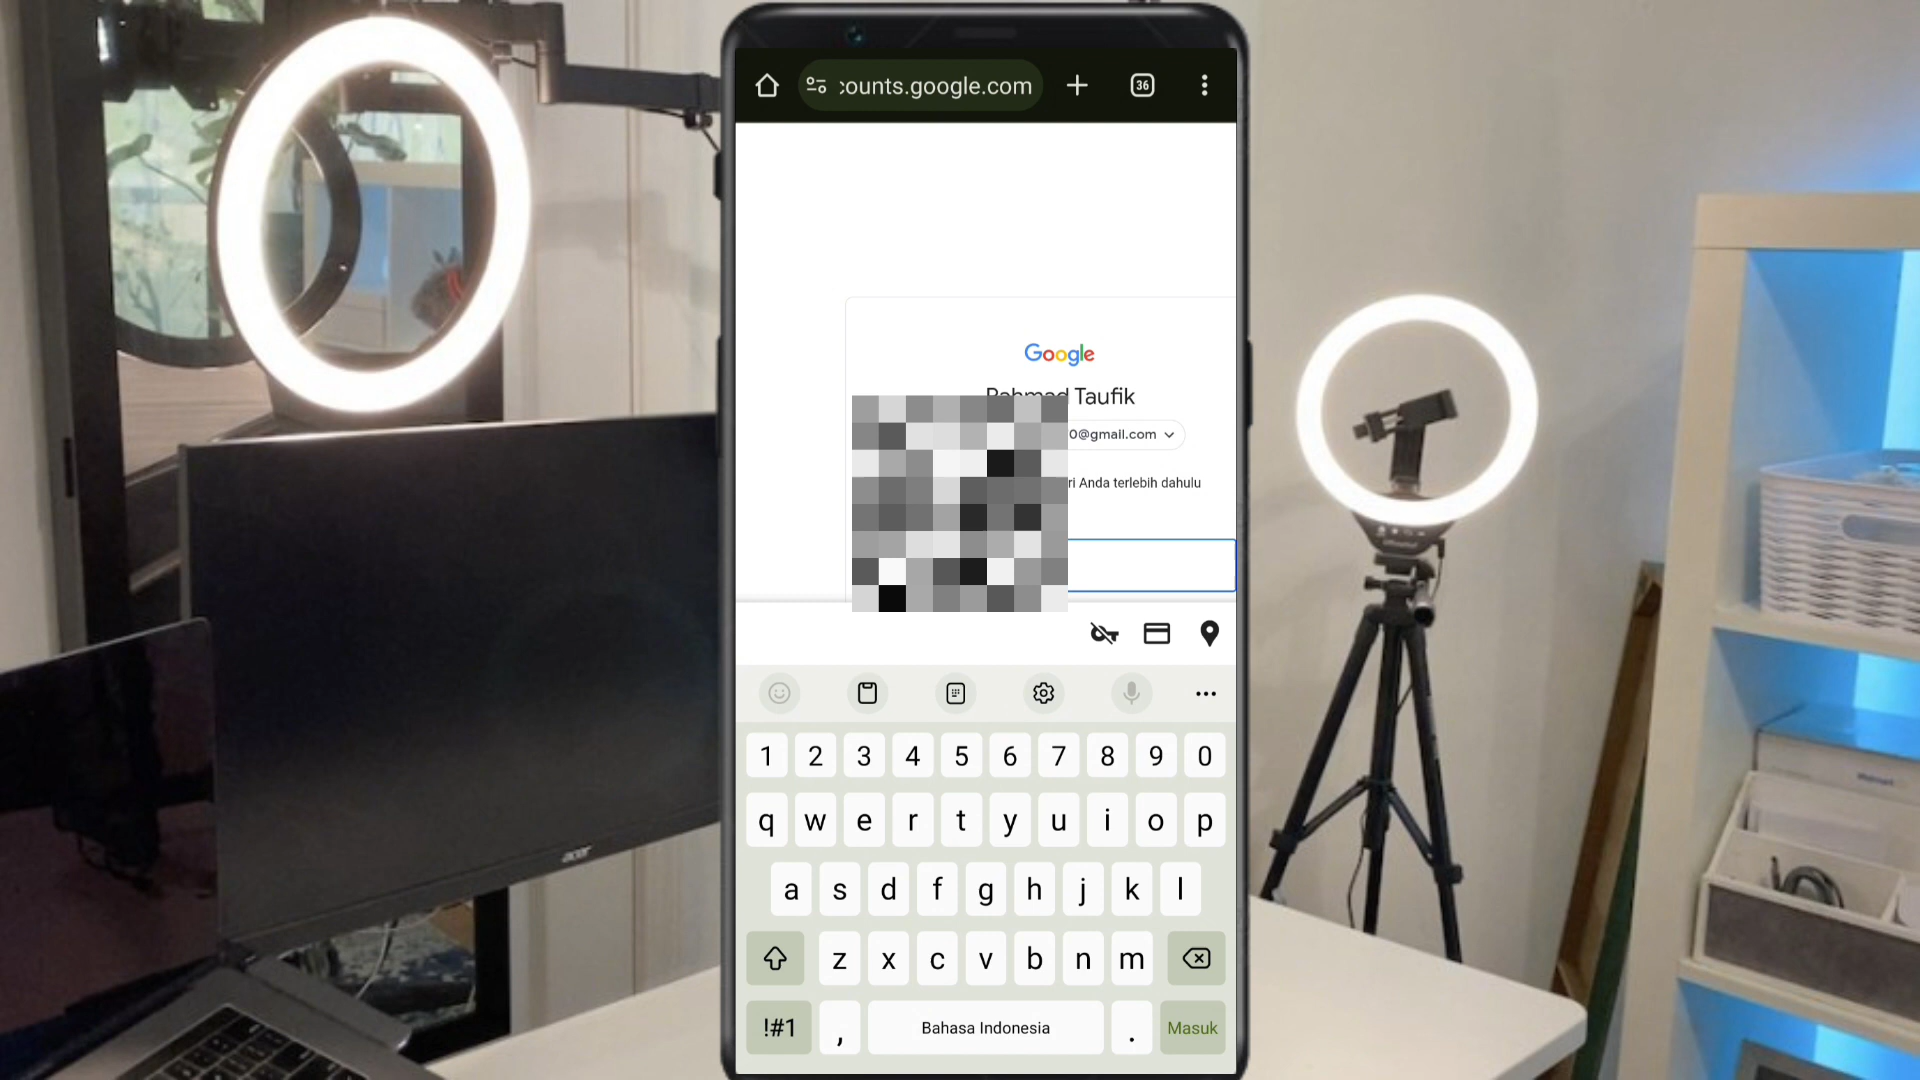 counts.google.com
36
Google
Rahmad Taufik
0@gmail.com
ri Anda terlebih dahulu
1 2 3 4 5 6 7 8 9 0
q w e r t y u i o p
a s d f g h j k l
z x c v b n m
!#1 , Bahasa Indonesia . Masuk
acer